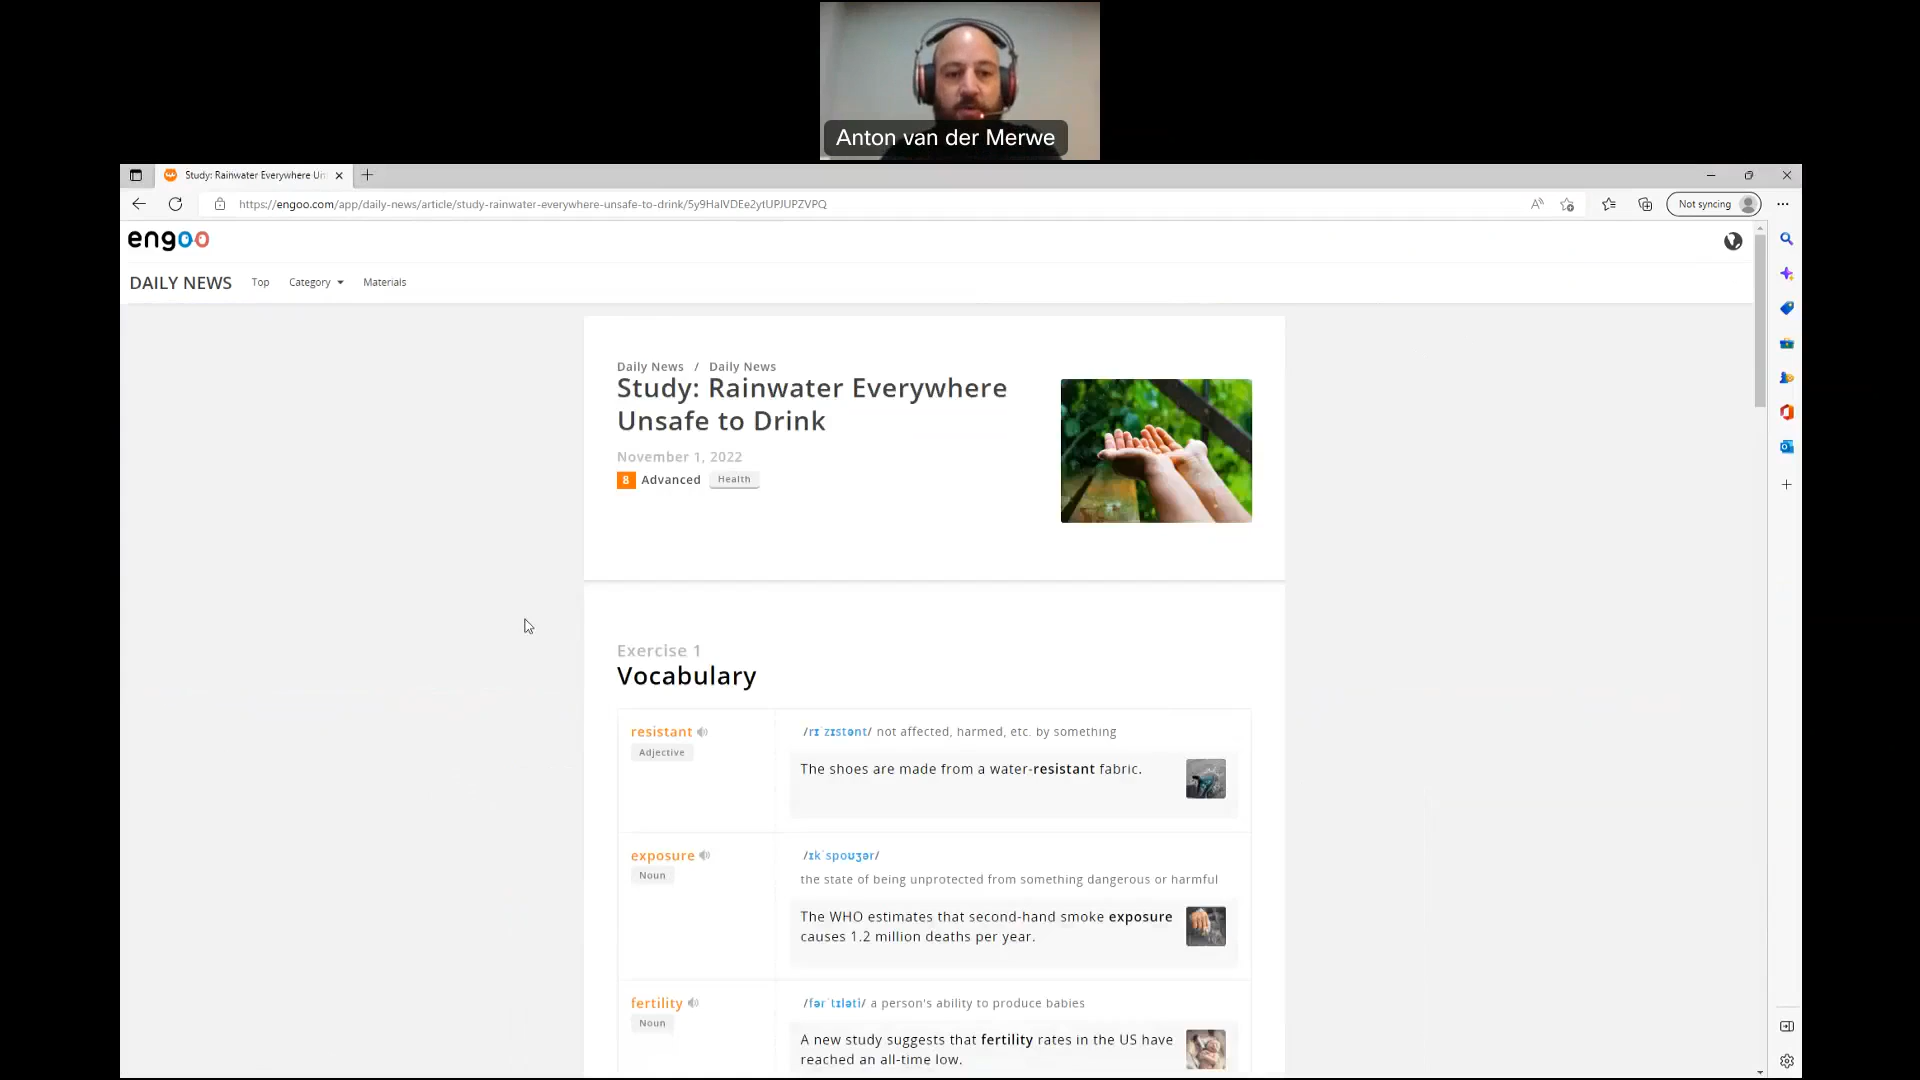 Anton van der Merwe
Study: Rainwater Everywhere Un
https://engoo.com/app/daily-news/article/study-rainwater-everywhere-unsafe-to-drink/5y9HalVDEe2ytUPJUPZVPQ
Not syncing
engoo
DAILY NEWS Top Category Materials
Daily News / Daily News
Study: Rainwater Everywhere
Unsafe to Drink
November 1, 2022
8 Advanced Health
Exercise 1
Vocabulary
resistant /rɪˈzɪstənt/ not affected, harmed, etc. by something
Adjective
The shoes are made from a water-resistant fabric.
exposure /ɪkˈspoʊʒər/
Noun
the state of being unprotected from something dangerous or harmful
The WHO estimates that second-hand smoke exposure
causes 1.2 million deaths per year.
fertility /fərˈtɪləti/ a person's ability to produce babies
Noun
A new study suggests that fertility rates in the US have
reached an all-time low.